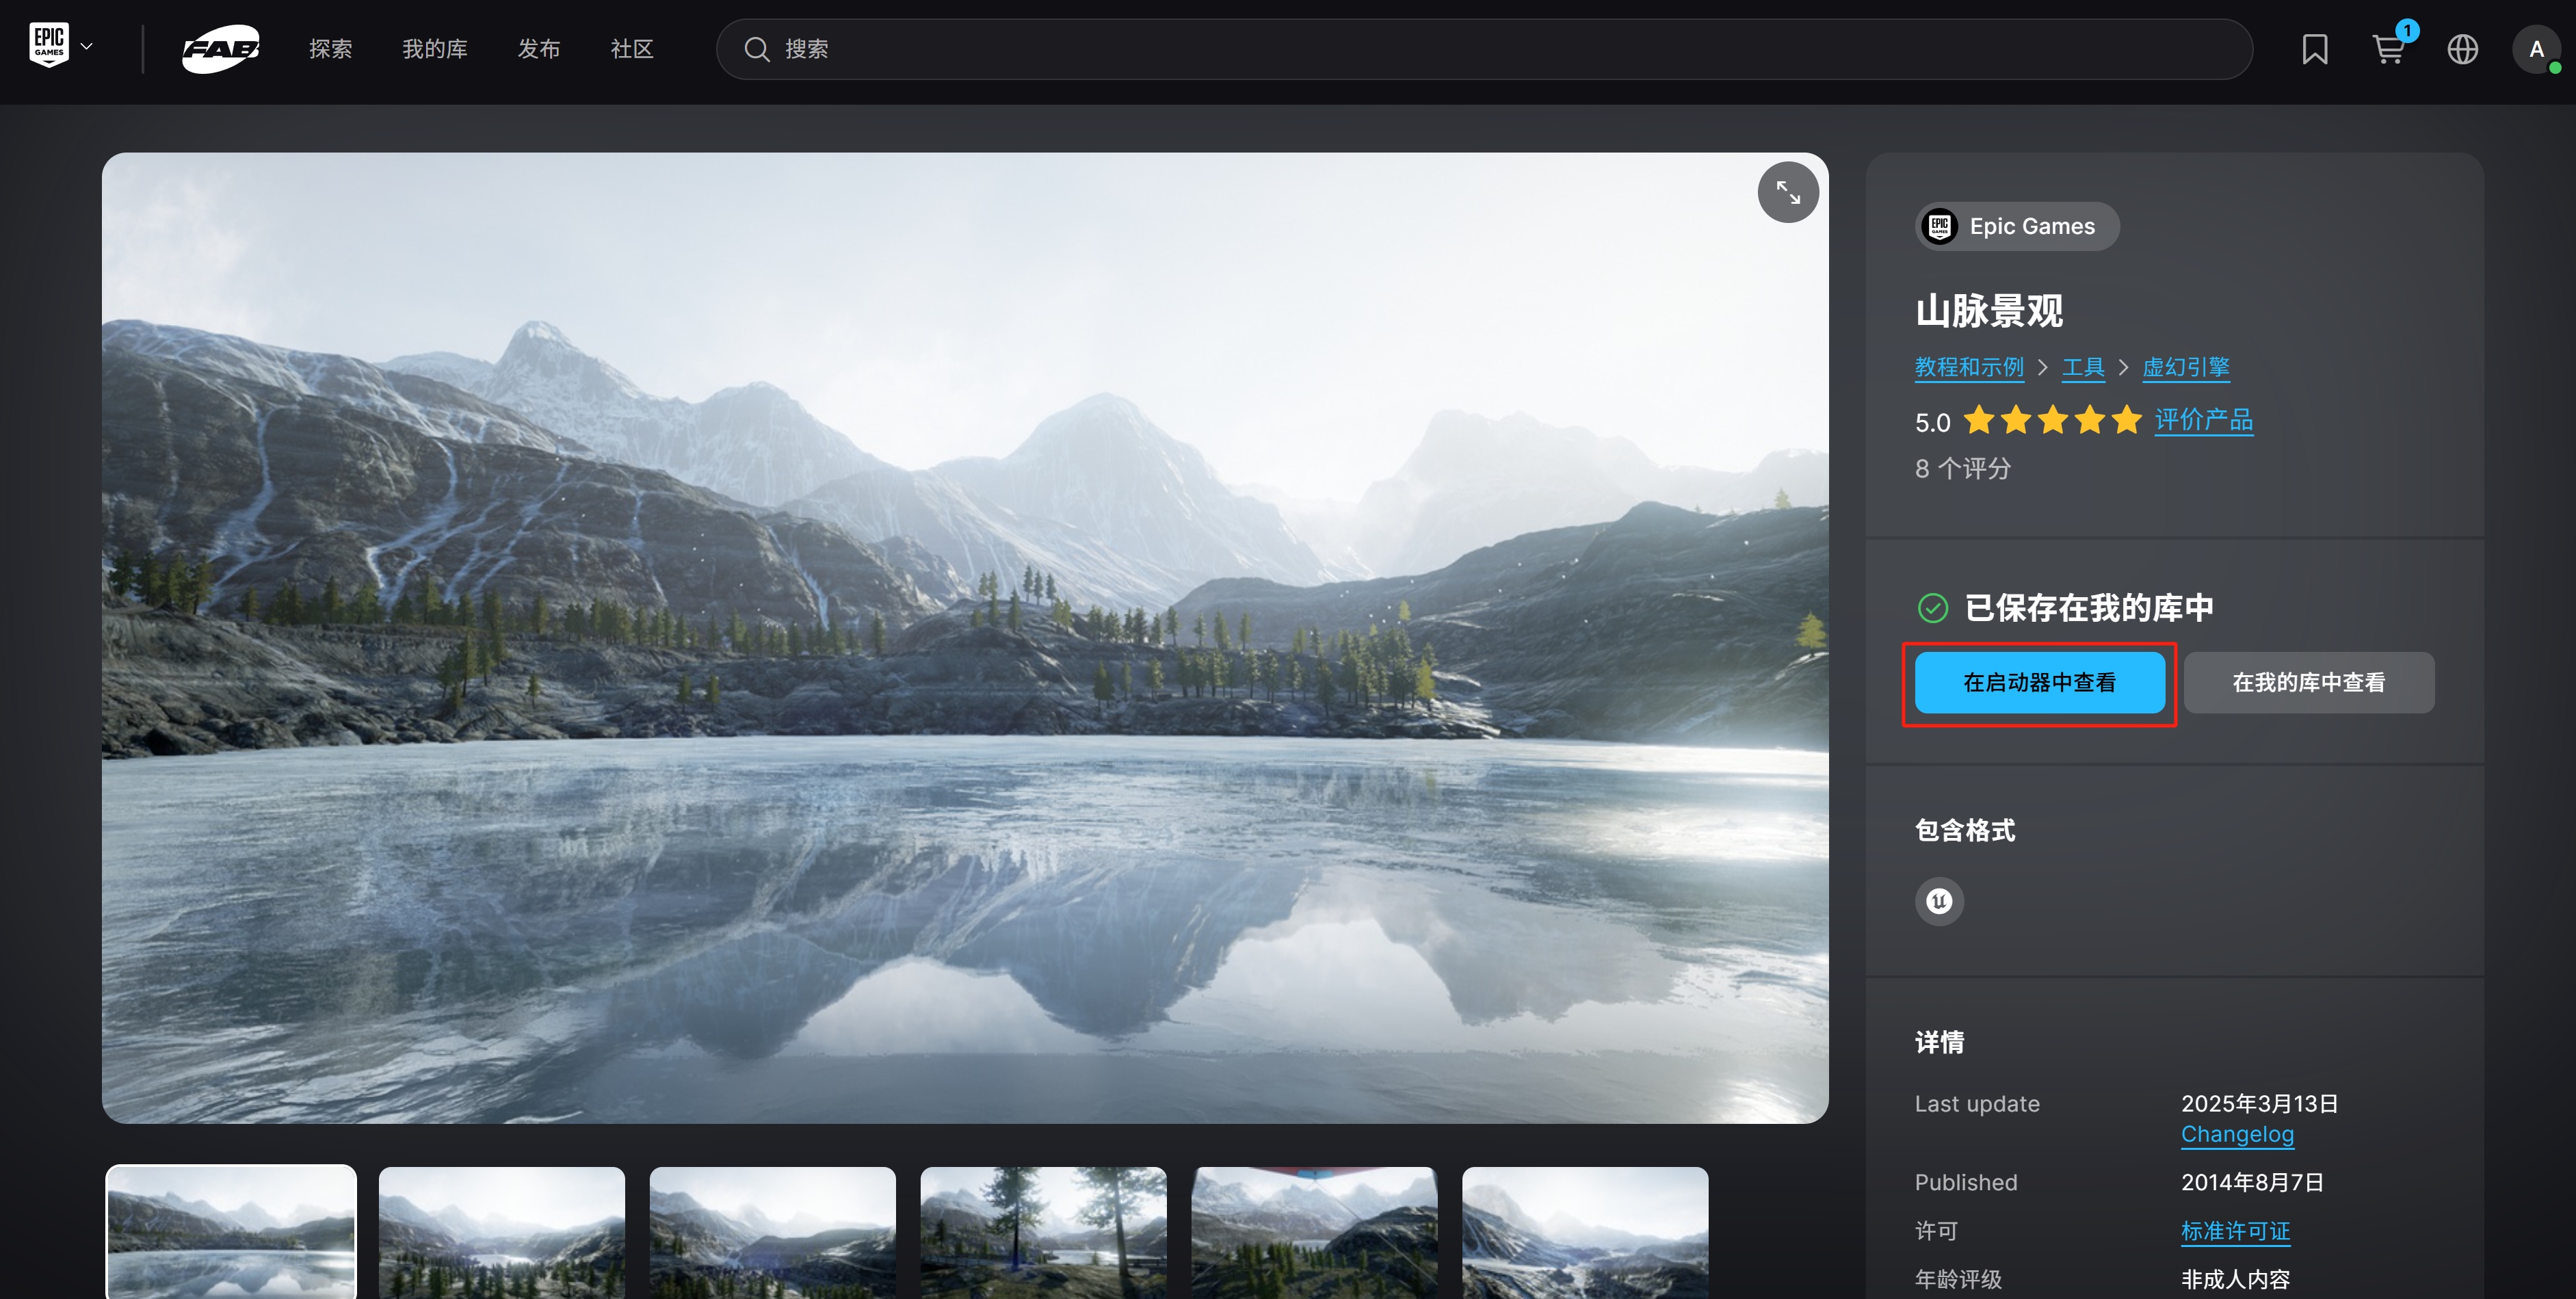 EPIC GAMES
FAB
探索
我的库
发布
社区
搜索
1
A
EPIC GAMES
Epic Games
山脉景观
教程和示例 > 工具 > 虚幻引擎
5.0 评价产品
8 个评分
已保存在我的库中
在启动器中查看
在我的库中查看
包含格式
详情
Last update 2025年3月13日
Changelog
Published 2014年8月7日
许可 标准许可证
年龄评级 非成人内容